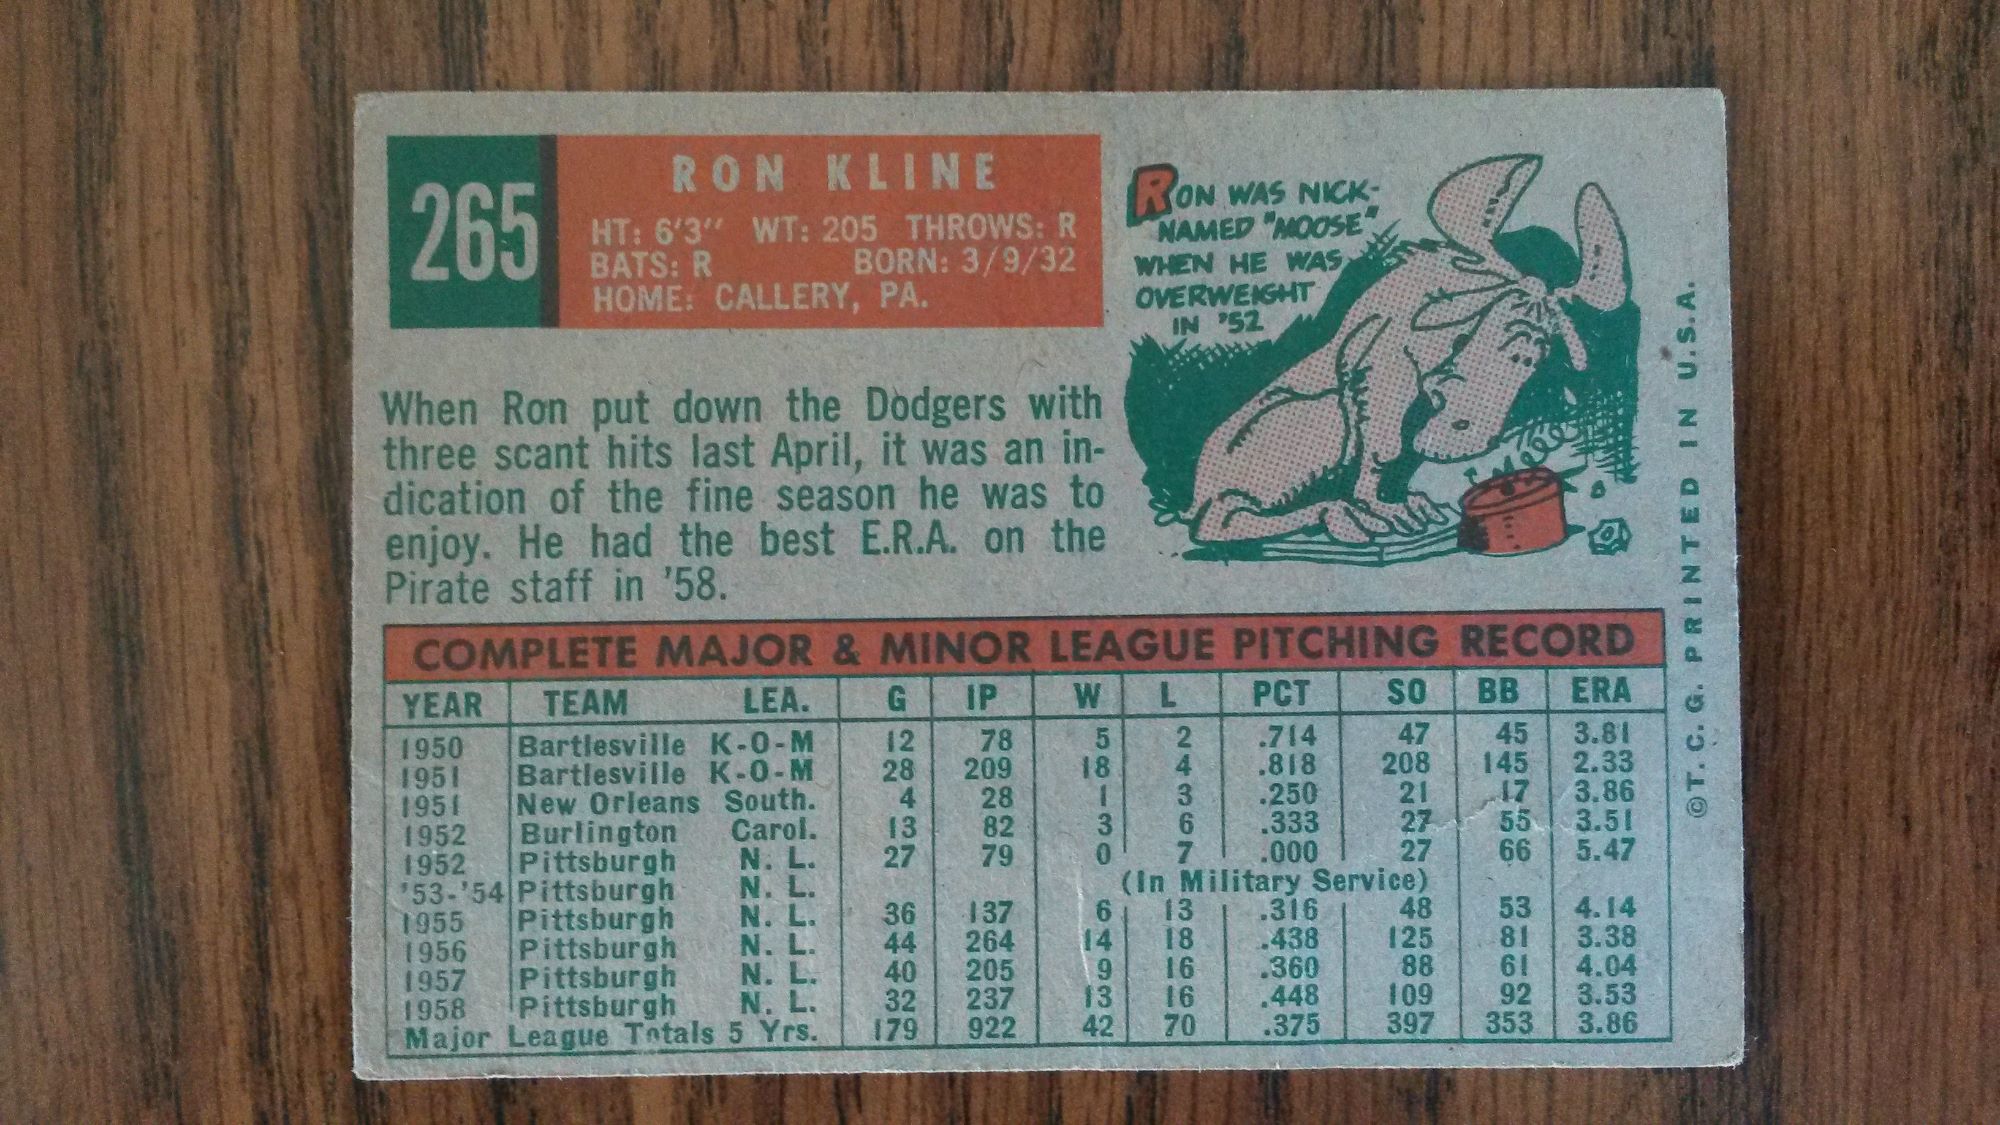 265
RON KLINE
HT: 6'3" WT: 205 THROWS: R
BATS: R BORN: 3/9/32
HOME: CALLERY, PA.
RON WAS NICK-
NAMED "MOOSE"
WHEN HE WAS
OVERWEIGHT
IN '52
When Ron put down the Dodgers with
three scant hits last April, it was an in-
dication of the fine season he was to
enjoy. He had the best E.R.A. on the
Pirate staff in '58.
COMPLETE MAJOR & MINOR LEAGUE PITCHING RECORD
YEAR TEAM LEA. G IP W L PCT SO BB ERA
1950 Bartlesville K-O-M 12 78 5 2 .714 47 45 3.81
1951 Bartlesville K-O-M 28 209 18 4 .818 208 145 2.33
1951 New Orleans South. 4 28 1 3 .250 21 17 3.86
1952 Burlington Carol. 13 82 3 6 .333 27 55 3.51
1952 Pittsburgh N. L. 27 79 0 7 .000 27 66 5.47
'53-'54 Pittsburgh N. L. (In Military Service)
1955 Pittsburgh N. L. 36 137 6 13 .316 48 53 4.14
1956 Pittsburgh N. L. 44 264 14 18 .438 125 81 3.38
1957 Pittsburgh N. L. 40 205 9 16 .360 88 61 4.04
1958 Pittsburgh N. L. 32 237 13 16 .448 109 92 3.53
Major League Totals 5 Yrs. 179 922 42 70 .375 397 353 3.86
©T. C. G. PRINTED IN U.S.A.